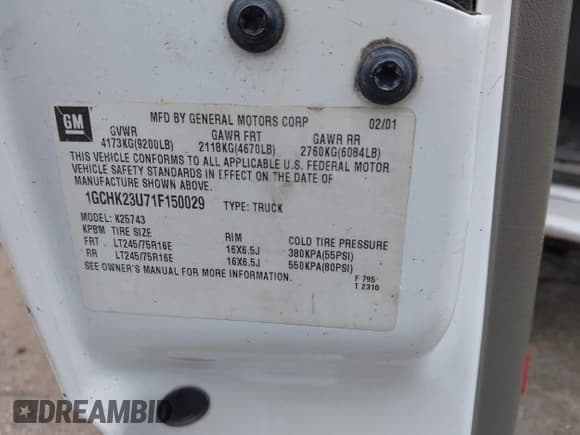 GM
MFD BY GENERAL MOTORS CORP 02/01
GVWR GAWR FRT GAWR RR
4173KG(9200LB) 2118KG(4670LB) 2760KG(6084LB)
THIS VEHICLE CONFORMS TO ALL APPLICABLE U.S. FEDERAL MOTOR
VEHICLE SAFETY STANDARDS IN EFFECT ON THE DATE OF
MANUFACTURE SHOWN ABOVE.
1GCHK23U71F150029 TYPE: TRUCK
MODEL: K25743
KPBM TIRE SIZE RIM COLD TIRE PRESSURE
FRT LT245/75R16E 16X6.5J 380KPA(55PSI)
RR LT245/75R16E 16X6.5J 550KPA(80PSI)
SEE OWNER'S MANUAL FOR MORE INFORMATION.
F 795
T 2310
DREAMBID